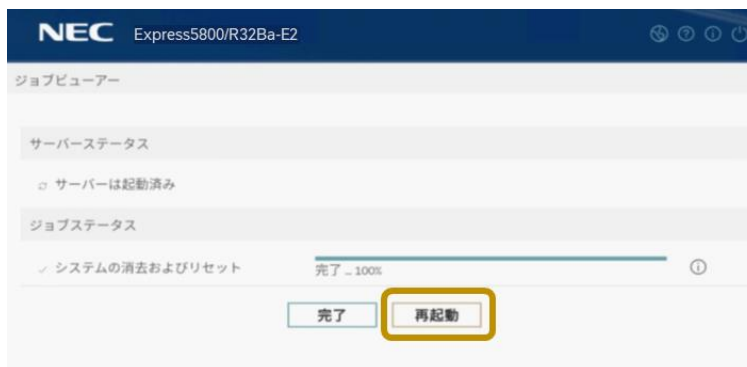 NEC Express5800/R32Ba-E2
ジョブビューアー
サーバーステータス
サーバーは起動済み
ジョブステータス
システムの消去およびリセット 完了 … 100%
完了 再起動